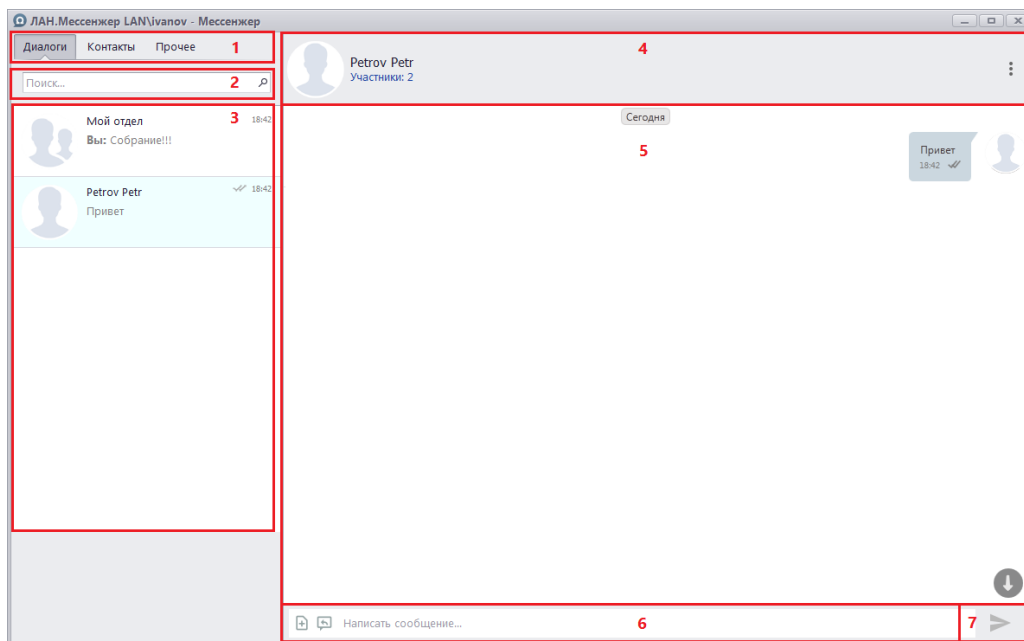 ЛАН.Мессенжер LAN\ivanov - Мессенжер
Диалоги Контакты Прочее 1
Поиск... 2
Мой отдел 3 18:42
Вы: Собрание!!!
Petrov Petr 18:42
Привет
Petrov Petr 4
Участники: 2
Сегодня
5
Привет
18:42
Написать сообщение... 6 7